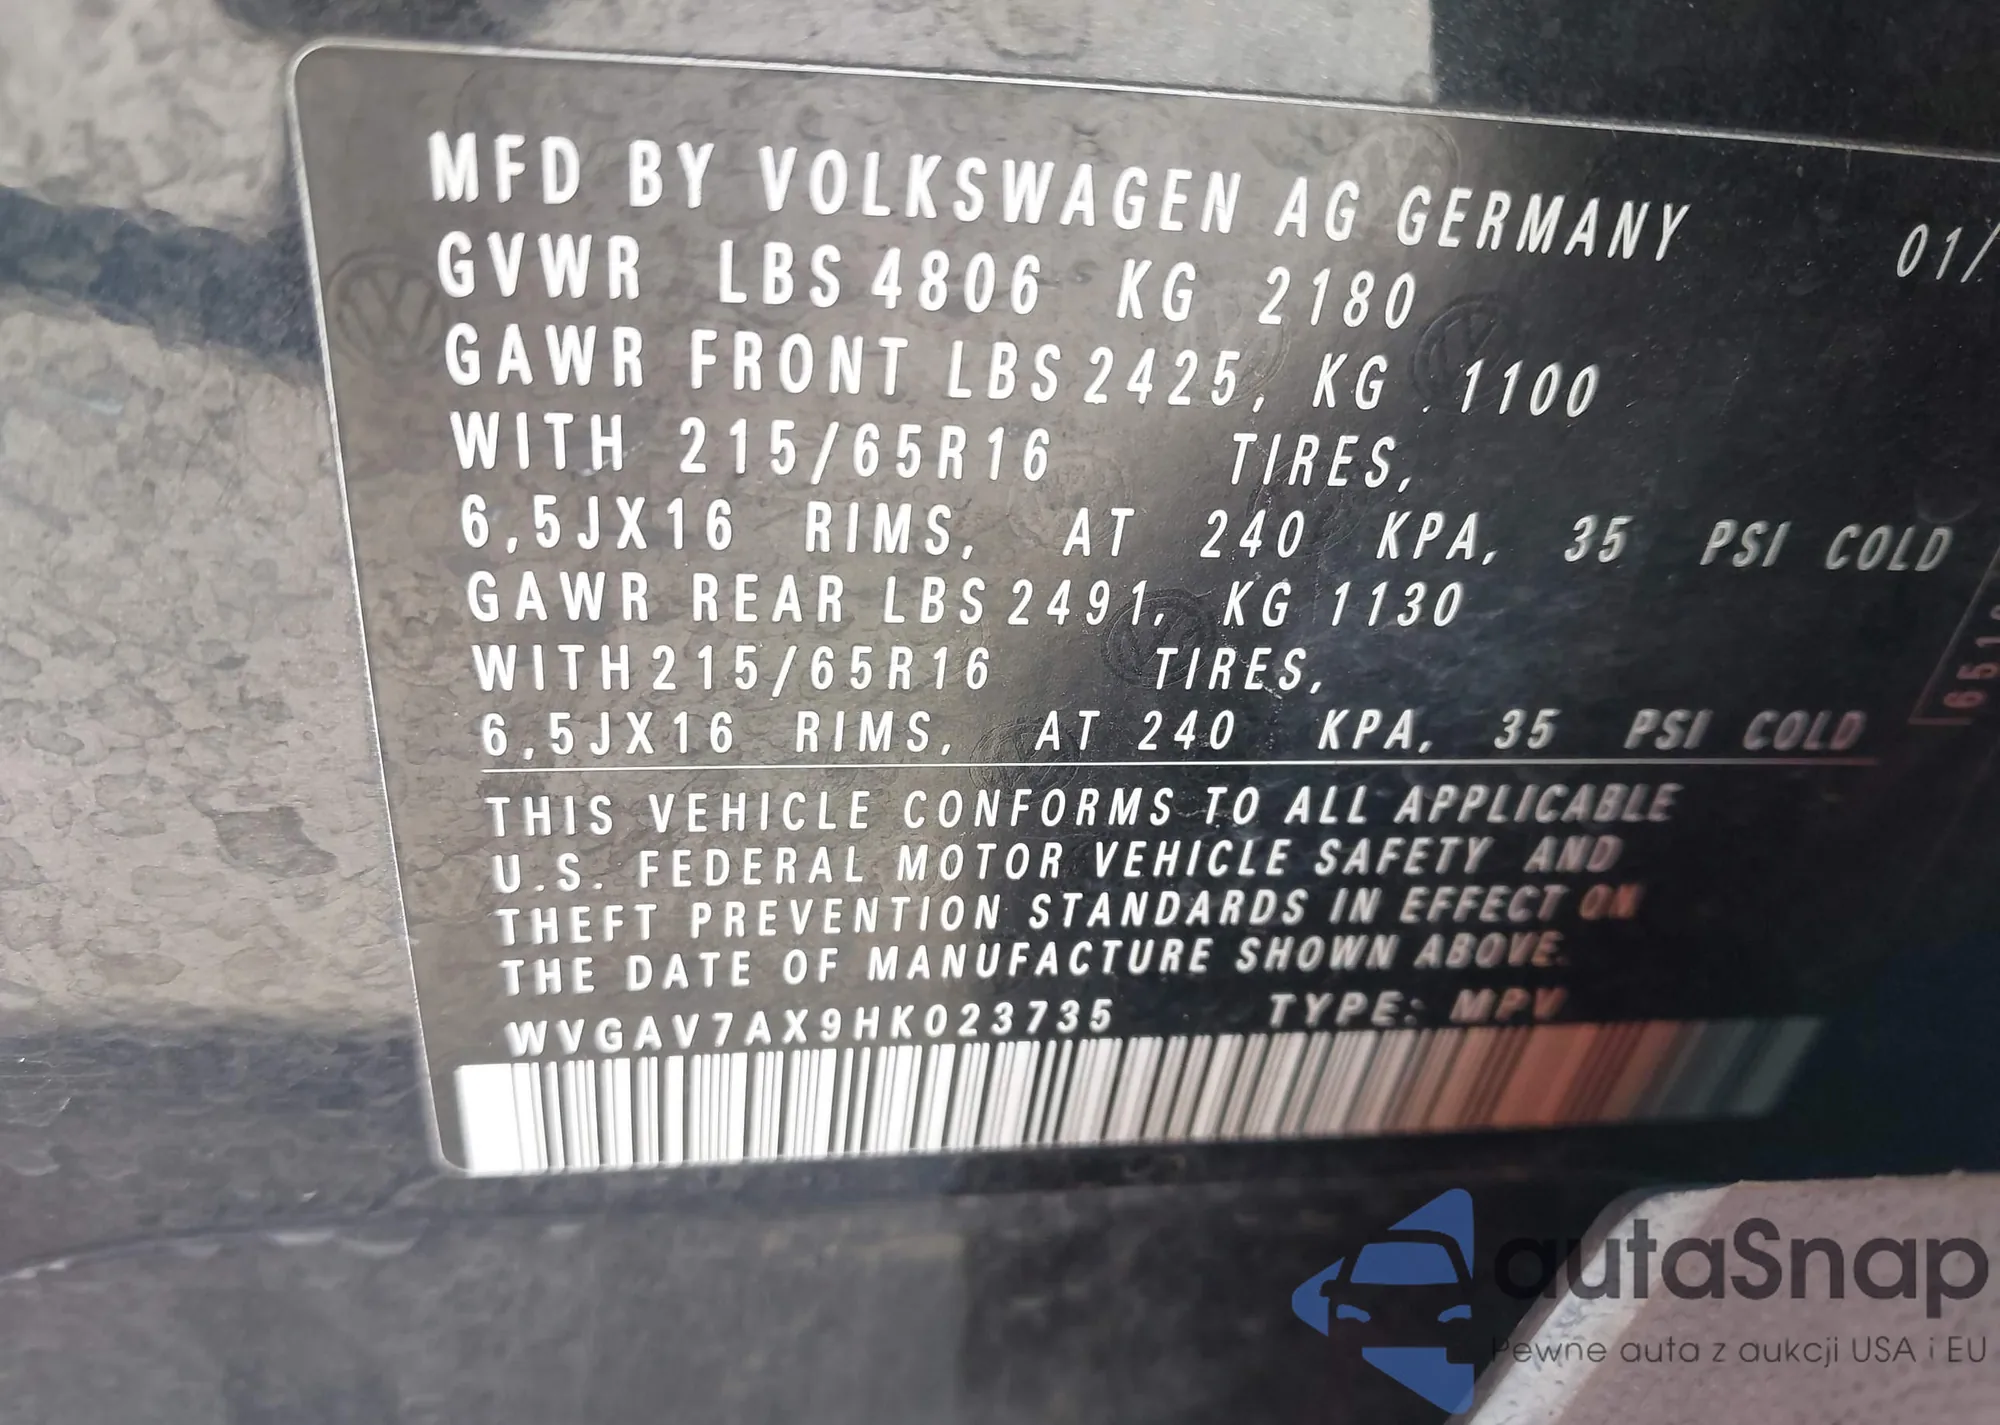 MFD BY VOLKSWAGEN AG GERMANY 01/
GVWR LBS 4806 KG 2180
GAWR FRONT LBS 2425, KG 1100
WITH 215/65R16 TIRES,
6,5JX16 RIMS, AT 240 KPA, 35 PSI COLD
GAWR REAR LBS 2491, KG 1130
WITH 215/65R16 TIRES,
6,5JX16 RIMS, AT 240 KPA, 35 PSI COLD
THIS VEHICLE CONFORMS TO ALL APPLICABLE
U.S. FEDERAL MOTOR VEHICLE SAFETY AND
THEFT PREVENTION STANDARDS IN EFFECT ON
THE DATE OF MANUFACTURE SHOWN ABOVE.
WVGAV7AX9HK023735 TYPE: MPV
autaSnap
Pewne auta z aukcji USA i EU